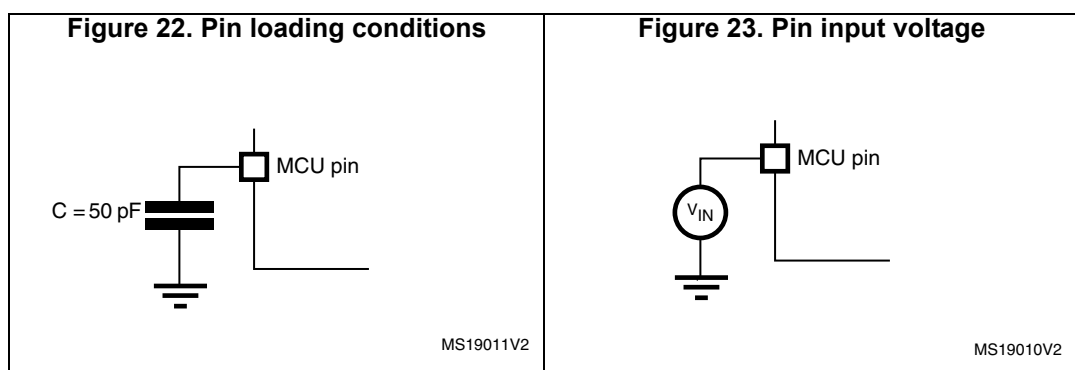 Figure 22. Pin loading conditions
MCU pin
C = 50 pF
MS19011V2
Figure 23. Pin input voltage
MCU pin
VIN
MS19010V2